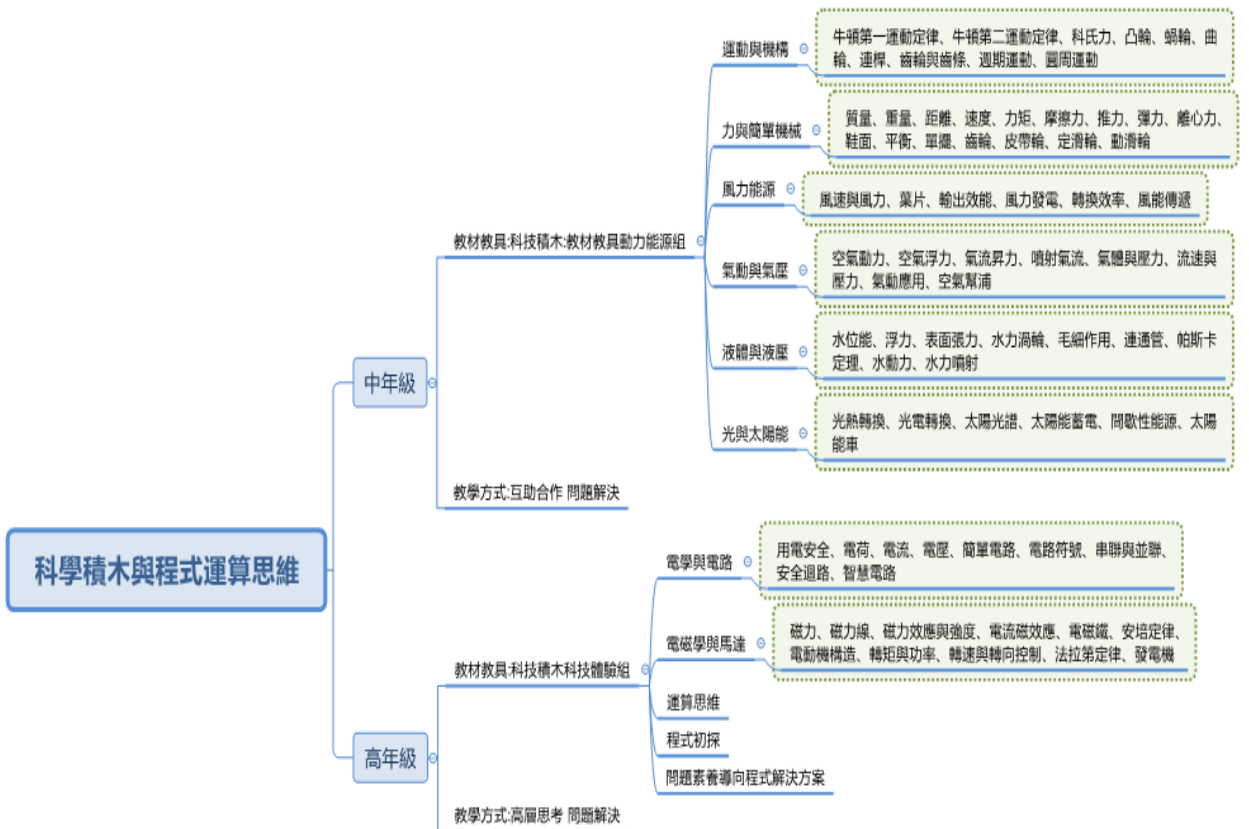 科學積木與程式運算思維
中年級
教材教具:科技積木:教材教具動力能源組
運動與機構
牛頓第一運動定律、牛頓第二運動定律、科氏力、凸輪、蝸輪、曲
輪、連桿、齒輪與齒條、週期運動、圓周運動
力與簡單機械
質量、重量、距離、速度、力矩、摩擦力、推力、彈力、離心力、
鞋面、平衡、單擺、齒輪、皮帶輪、定滑輪、動滑輪
風力能源
風速與風力、葉片、輸出效能、風力發電、轉換效率、風能傳遞
氣動與氣壓
空氣動力、空氣浮力、氣流昇力、噴射氣流、氣體與壓力、流速與
壓力、氣動應用、空氣幫浦
液體與液壓
水位能、浮力、表面張力、水力渦輪、毛細作用、連通管、帕斯卡
定理、水動力、水力噴射
光與太陽能
光熱轉換、光電轉換、太陽光譜、太陽能蓄電、間歇性能源、太陽
能車
教學方式:互助合作 問題解決
高年級
教材教具:科技積木科技體驗組
電學與電路
用電安全、電荷、電流、電壓、簡單電路、電路符號、串聯與並聯、
安全迴路、智慧電路
電磁學與馬達
磁力、磁力線、磁力效應與強度、電流磁效應、電磁鐵、安培定律、
電動機構造、轉矩與功率、轉速與轉向控制、法拉第定律、發電機
運算思維
程式初探
問題素養導向程式解決方案
教學方式:高層思考 問題解決